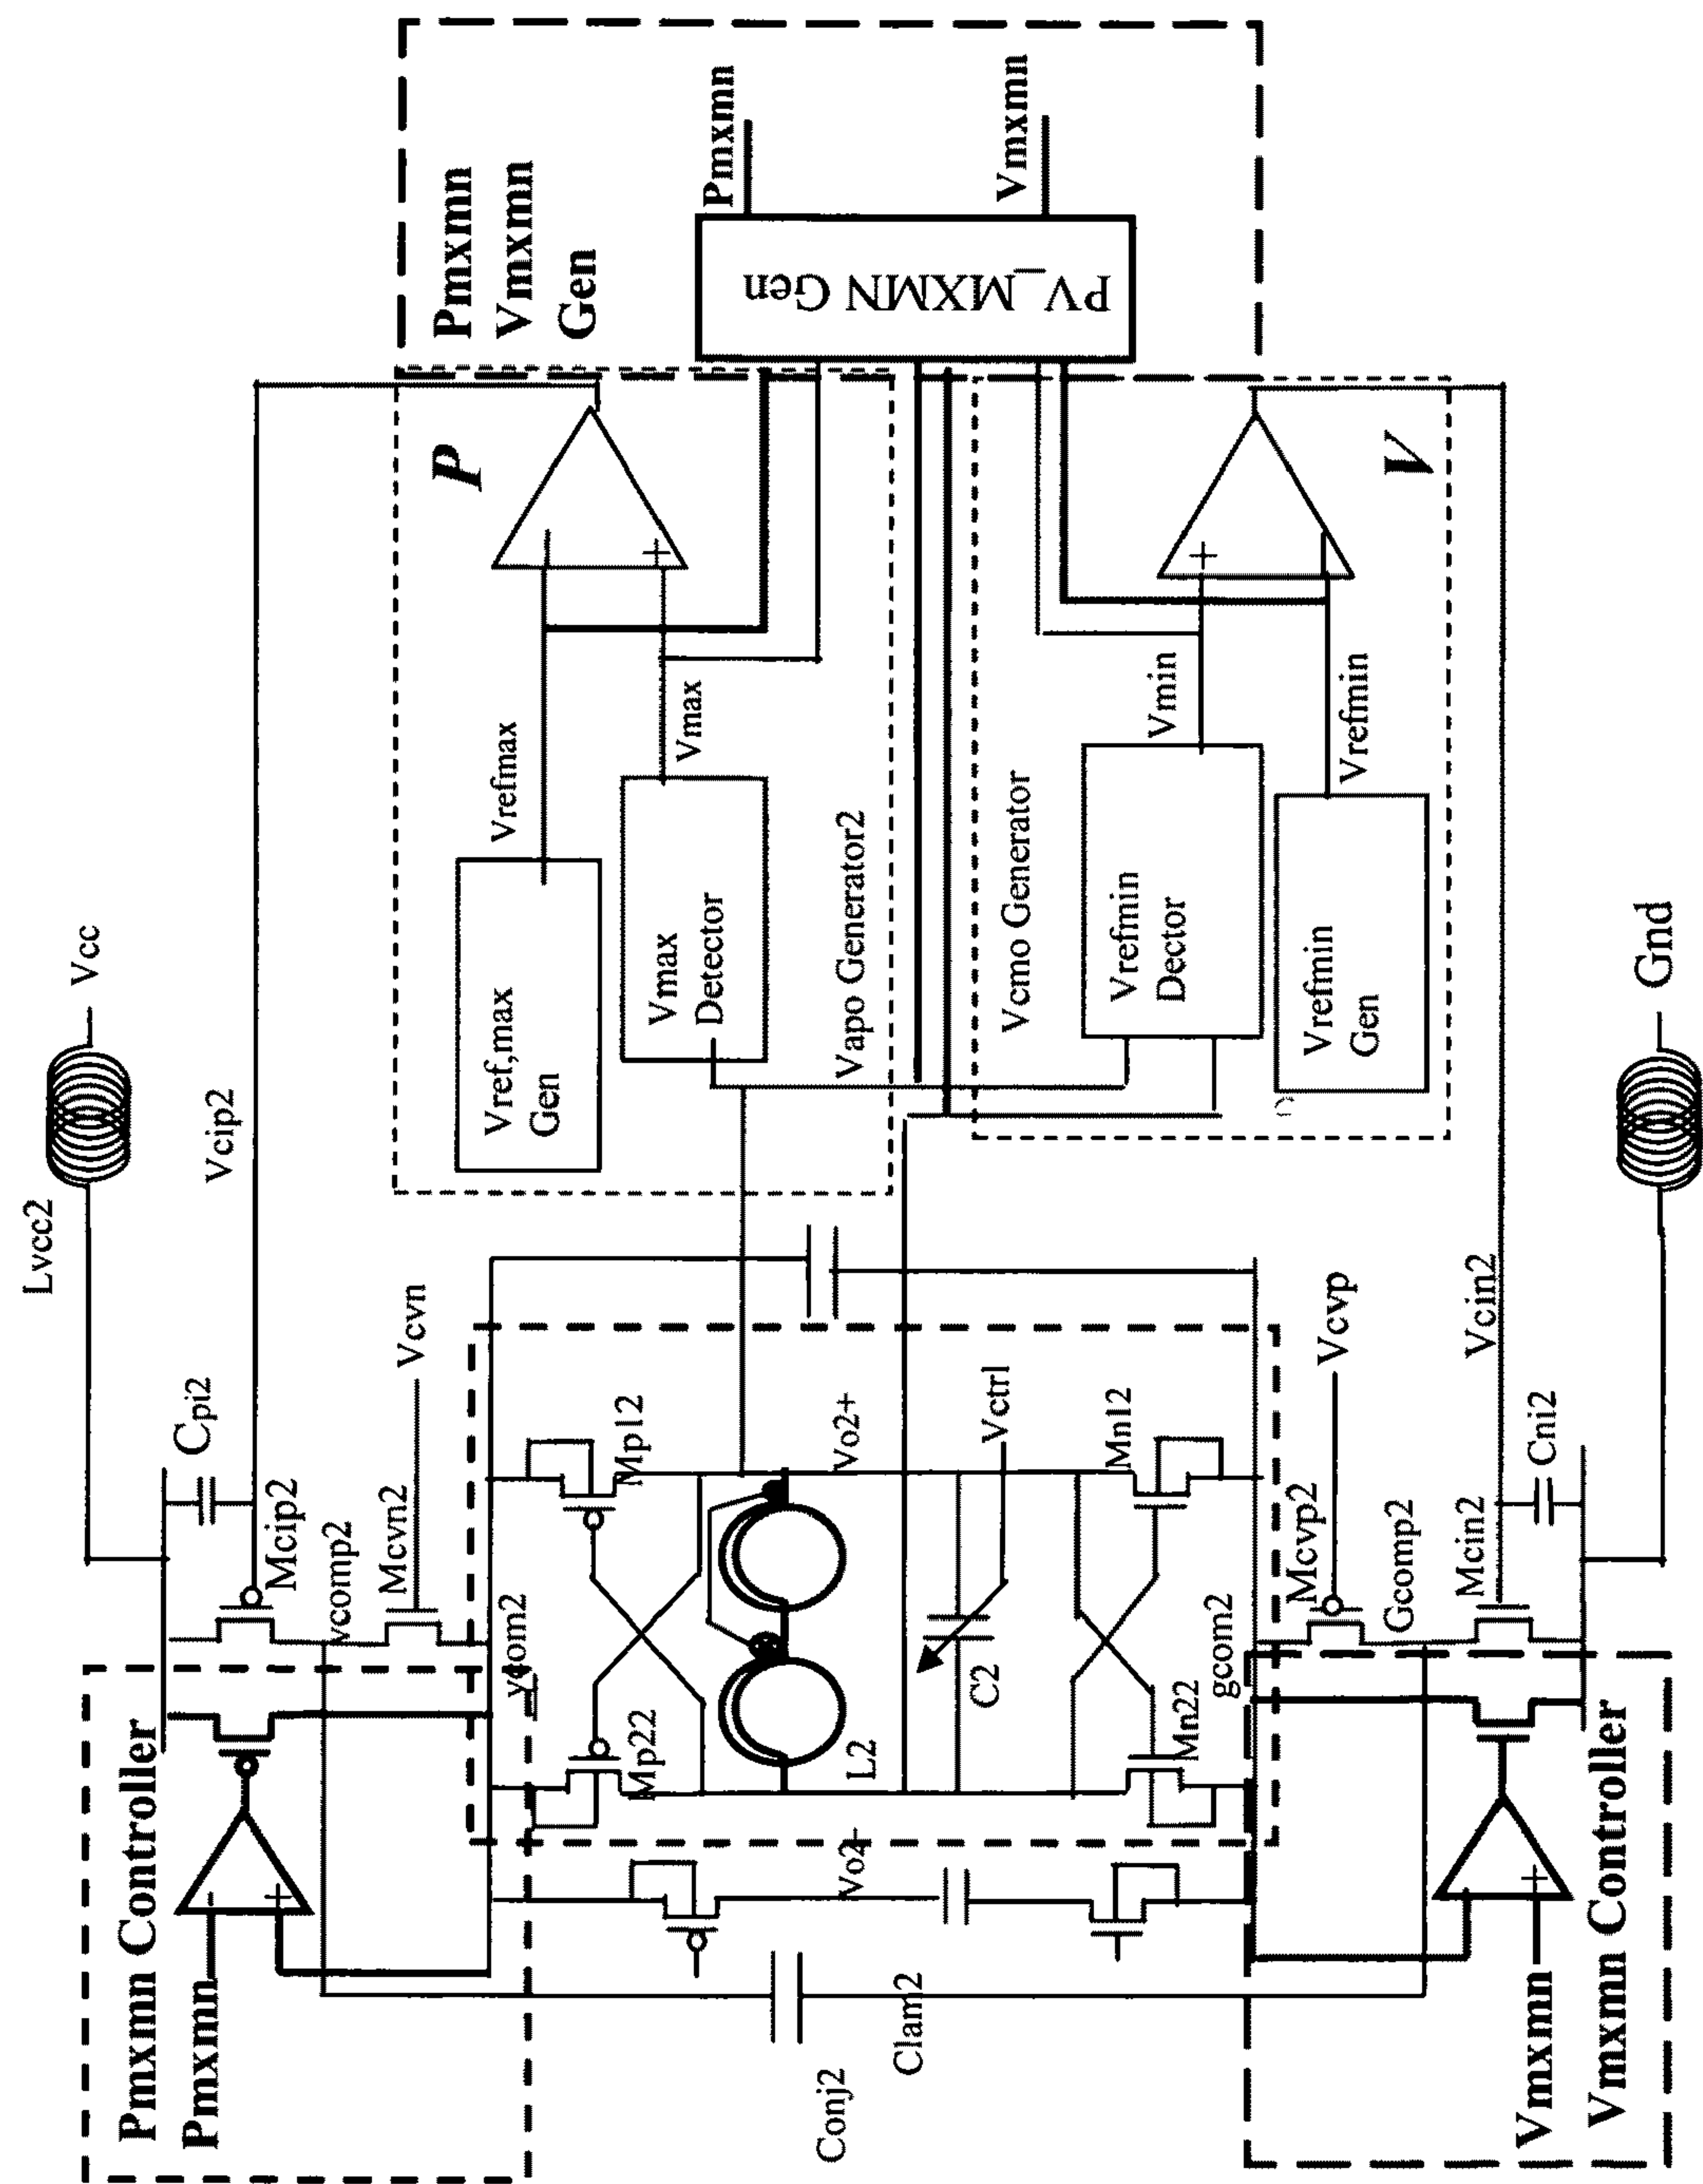 Pmxmn
Vmxmn
Gen
Pmxmn
Vmxmn
PV_MXMN Gen
P
V
Vrefmax
Vmax
Vmin
Vrefmin
Vref,max
Gen
Vmax
Detector
Vapo Generator2
Vcmo Generator
Vrefmin
Dector
Vrefmin
Gen
Vcc
Gnd
Lvcc2
Vcip2
Vcin2
Vcvn
Vcvp
Cpi2
Cni2
Mcip2
vcomp2
Mcvn2
Mp12
Vo2+
Vctrl
Mn12
Mcvp2
Gcomp2
Mcin2
vcom2
gcom2
Mp22
L2
C2
Mn22
Vo2+
Pmxmn Controller
Pmxmn
Vmxmn
Vmxmn Controller
Conj2
Clam2
+
+
+
+